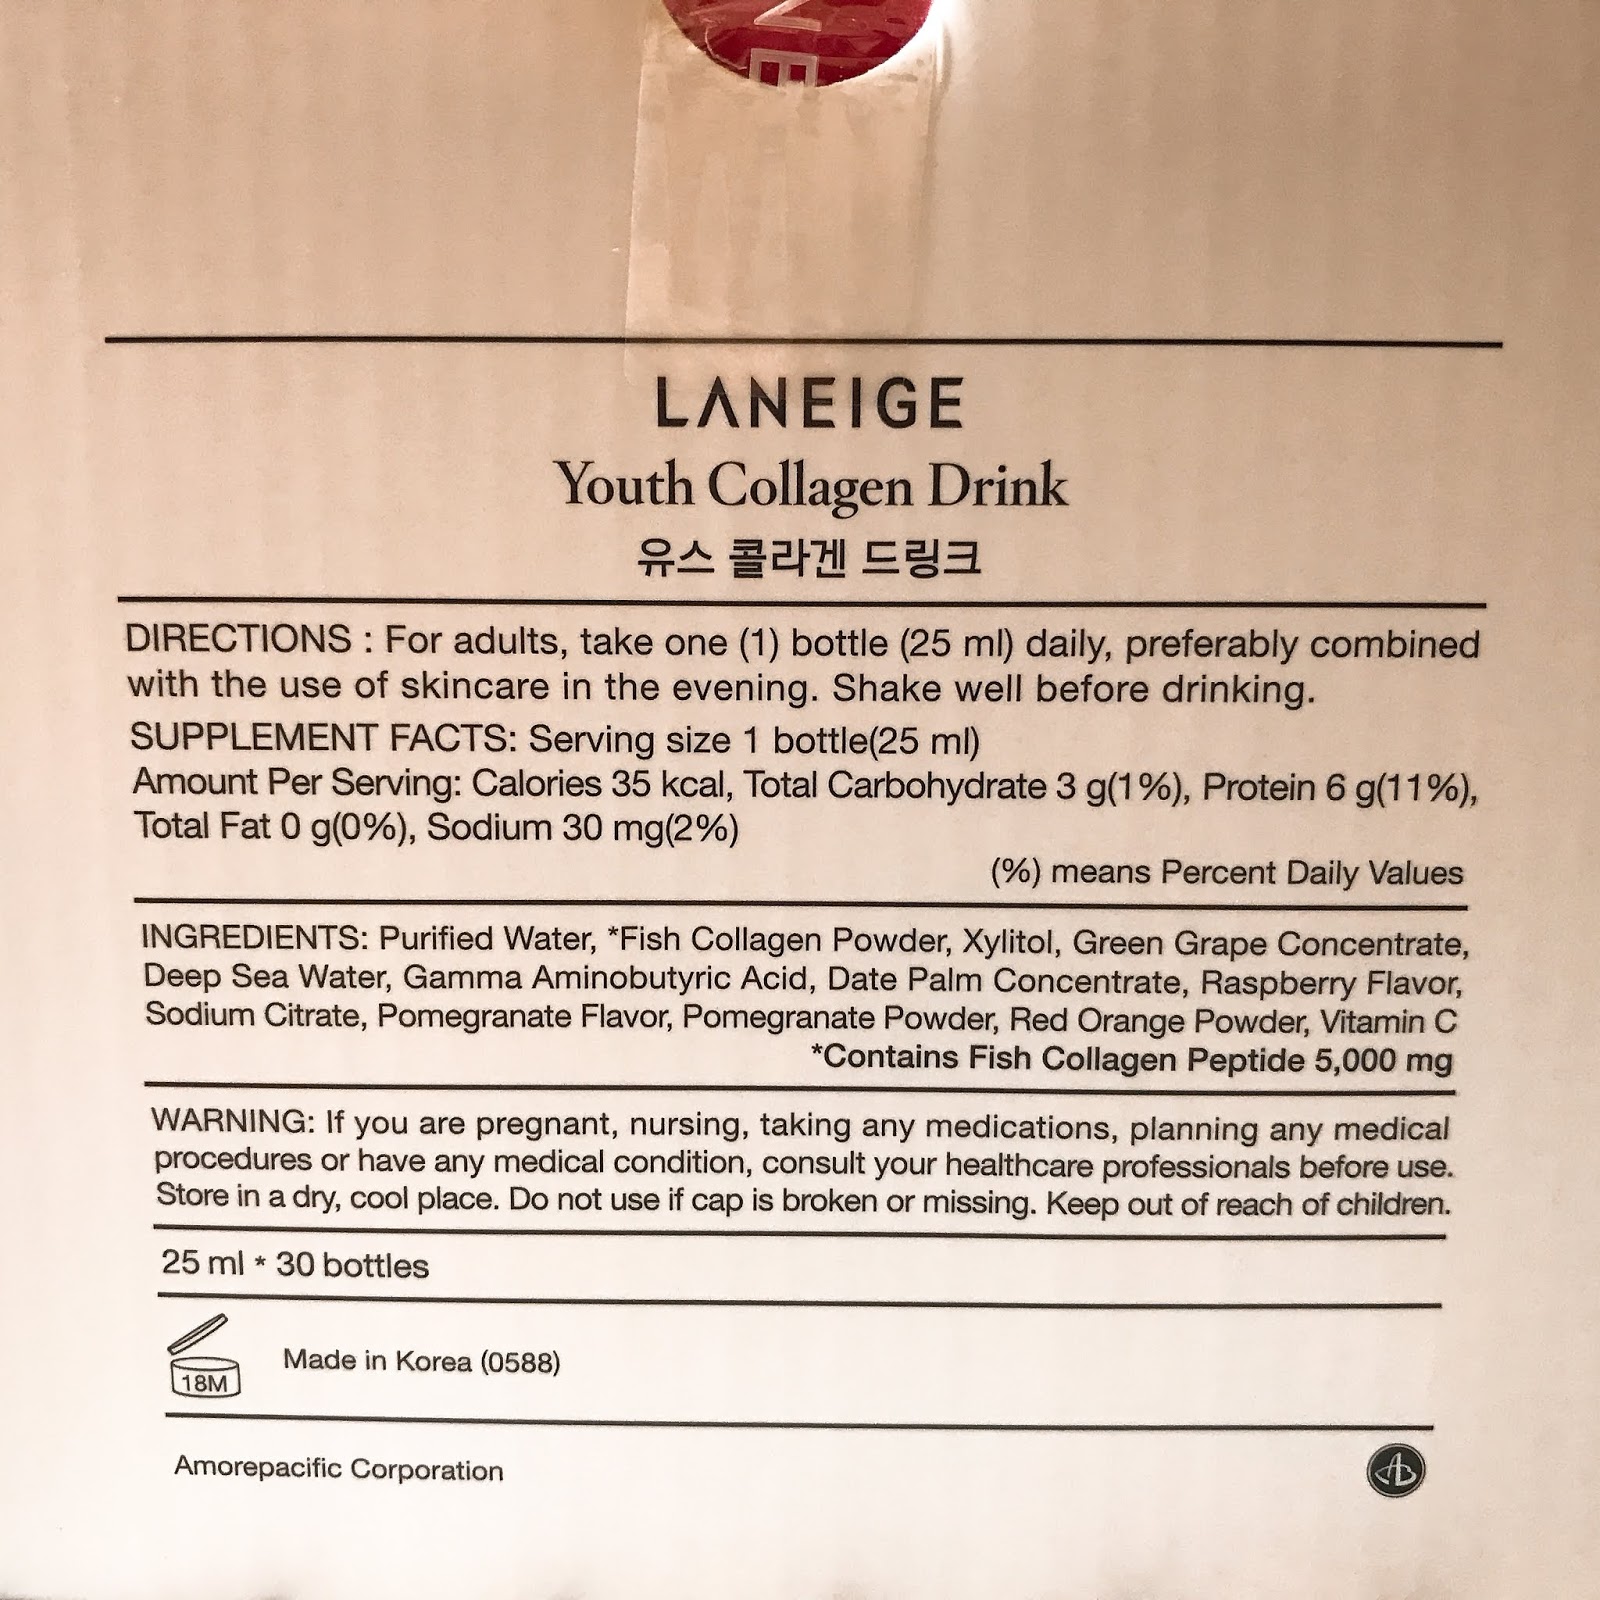 LANEIGE
Youth Collagen Drink
유스 콜라겐 드링크
DIRECTIONS : For adults, take one (1) bottle (25 ml) daily, preferably combined
with the use of skincare in the evening. Shake well before drinking.
SUPPLEMENT FACTS: Serving size 1 bottle(25 ml)
Amount Per Serving: Calories 35 kcal, Total Carbohydrate 3 g(1%), Protein 6 g(11%),
Total Fat 0 g(0%), Sodium 30 mg(2%)
(%) means Percent Daily Values
INGREDIENTS: Purified Water, *Fish Collagen Powder, Xylitol, Green Grape Concentrate,
Deep Sea Water, Gamma Aminobutyric Acid, Date Palm Concentrate, Raspberry Flavor,
Sodium Citrate, Pomegranate Flavor, Pomegranate Powder, Red Orange Powder, Vitamin C
*Contains Fish Collagen Peptide 5,000 mg
WARNING: If you are pregnant, nursing, taking any medications, planning any medical
procedures or have any medical condition, consult your healthcare professionals before use.
Store in a dry, cool place. Do not use if cap is broken or missing. Keep out of reach of children.
25 ml * 30 bottles
18M
Made in Korea (0588)
Amorepacific Corporation